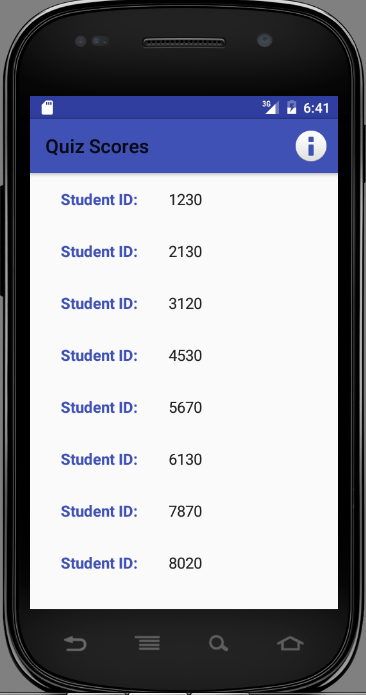 3G 6:41
Quiz Scores
Student ID: 1230
Student ID: 2130
Student ID: 3120
Student ID: 4530
Student ID: 5670
Student ID: 6130
Student ID: 7870
Student ID: 8020